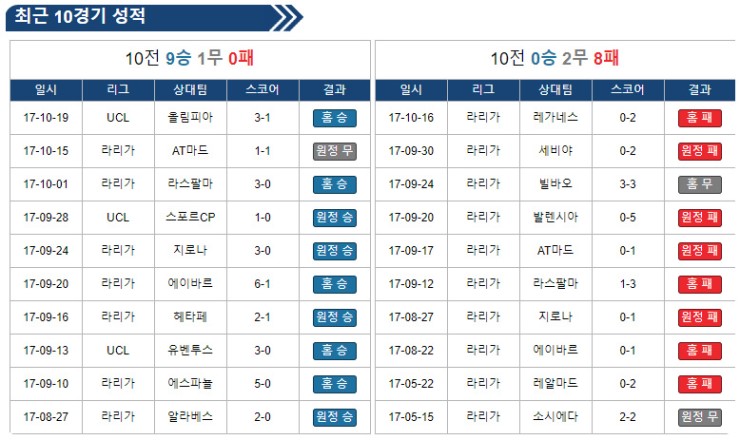 최근 10경기 성적
10전 9승 1무 0패
일시 리그 상대팀 스코어 결과
17-10-19 UCL 올림피아 3-1 홈 승
17-10-15 라리가 AT마드 1-1 원정 무
17-10-01 라리가 라스팔마 3-0 홈 승
17-09-28 UCL 스포르CP 1-0 원정 승
17-09-24 라리가 지로나 3-0 원정 승
17-09-20 라리가 에이바르 6-1 홈 승
17-09-16 라리가 헤타페 2-1 원정 승
17-09-13 UCL 유벤투스 3-0 홈 승
17-09-10 라리가 에스파뇰 5-0 홈 승
17-08-27 라리가 알라베스 2-0 원정 승
10전 0승 2무 8패
일시 리그 상대팀 스코어 결과
17-10-16 라리가 레가네스 0-2 홈 패
17-09-30 라리가 세비야 0-2 원정 패
17-09-24 라리가 빌바오 3-3 홈 무
17-09-20 라리가 발렌시아 0-5 원정 패
17-09-17 라리가 AT마드 0-1 원정 패
17-09-12 라리가 라스팔마 1-3 홈 패
17-08-27 라리가 지로나 0-1 원정 패
17-08-22 라리가 에이바르 0-1 홈 패
17-05-22 라리가 레알마드 0-2 홈 패
17-05-15 라리가 소시에다 2-2 원정 무